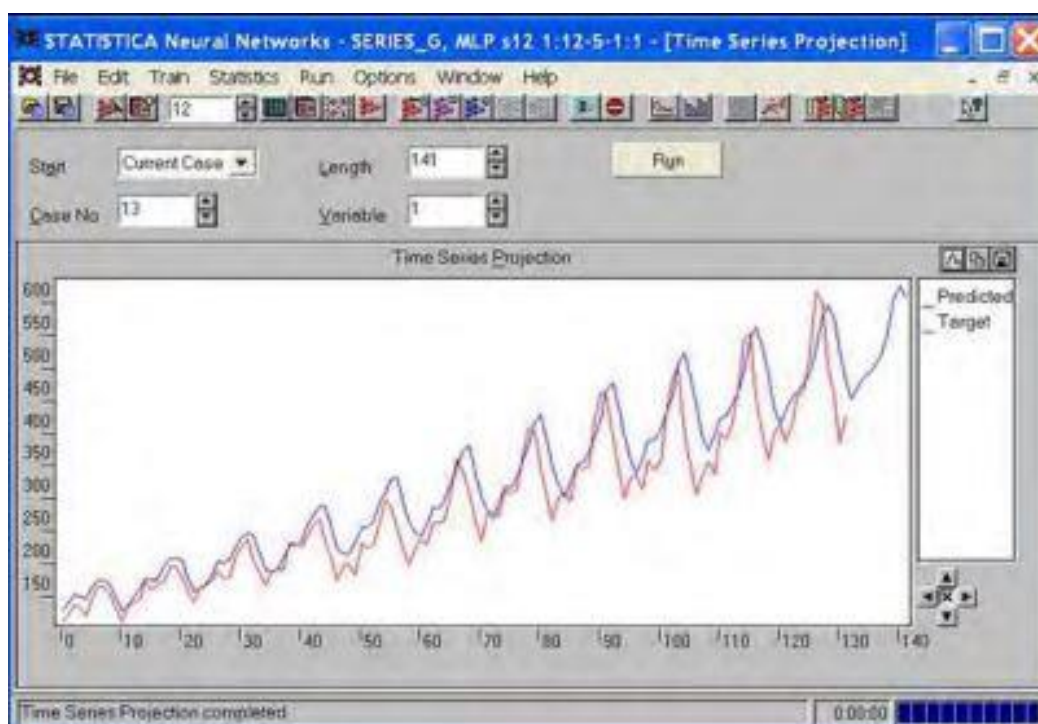 STATISTICA Neural Networks - SERIES_G, MLP s12 1:12-5-1:1 - [Time Series Projection]
File Edit Train Statistics Run Options Window Help
12
Start Current Case Length 141 Run
Case No 13 Variable 1
Time Series Projection
Predicted
Target
600
550
500
450
400
350
300
250
200
150
0 10 20 30 40 50 60 70 80 90 100 110 120 130 140
Time Series Projection completed 0:00:00